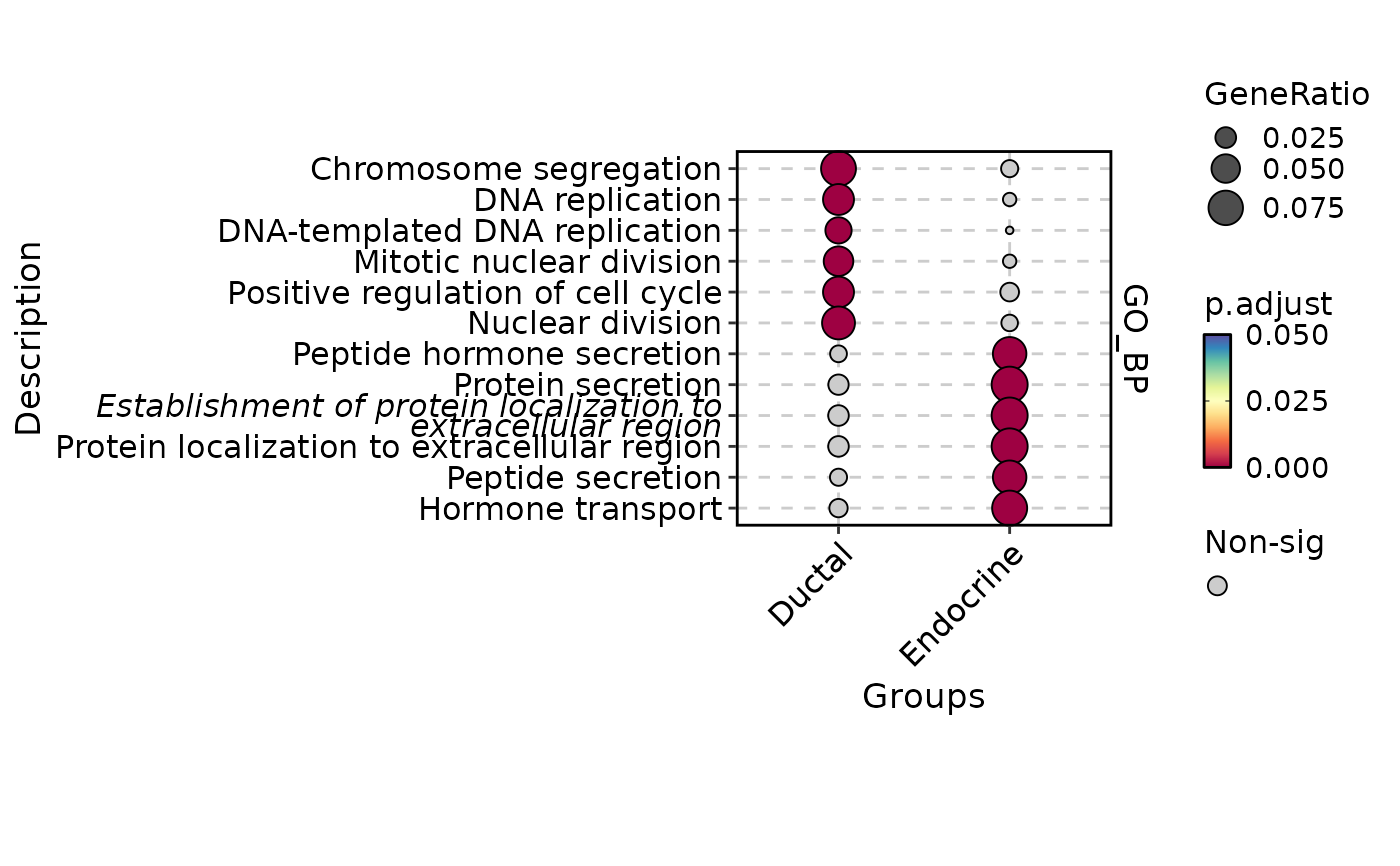 Description
Chromosome segregation
DNA replication
DNA-templated DNA replication
Mitotic nuclear division
Positive regulation of cell cycle
Nuclear division
Peptide hormone secretion
Protein secretion
Establishment of protein localization to
extracellular region
Protein localization to extracellular region
Peptide secretion
Hormone transport
Ductal
Endocrine
Groups
GO_BP
GeneRatio
0.025
0.050
0.075
p.adjust
0.050
0.025
0.000
Non-sig